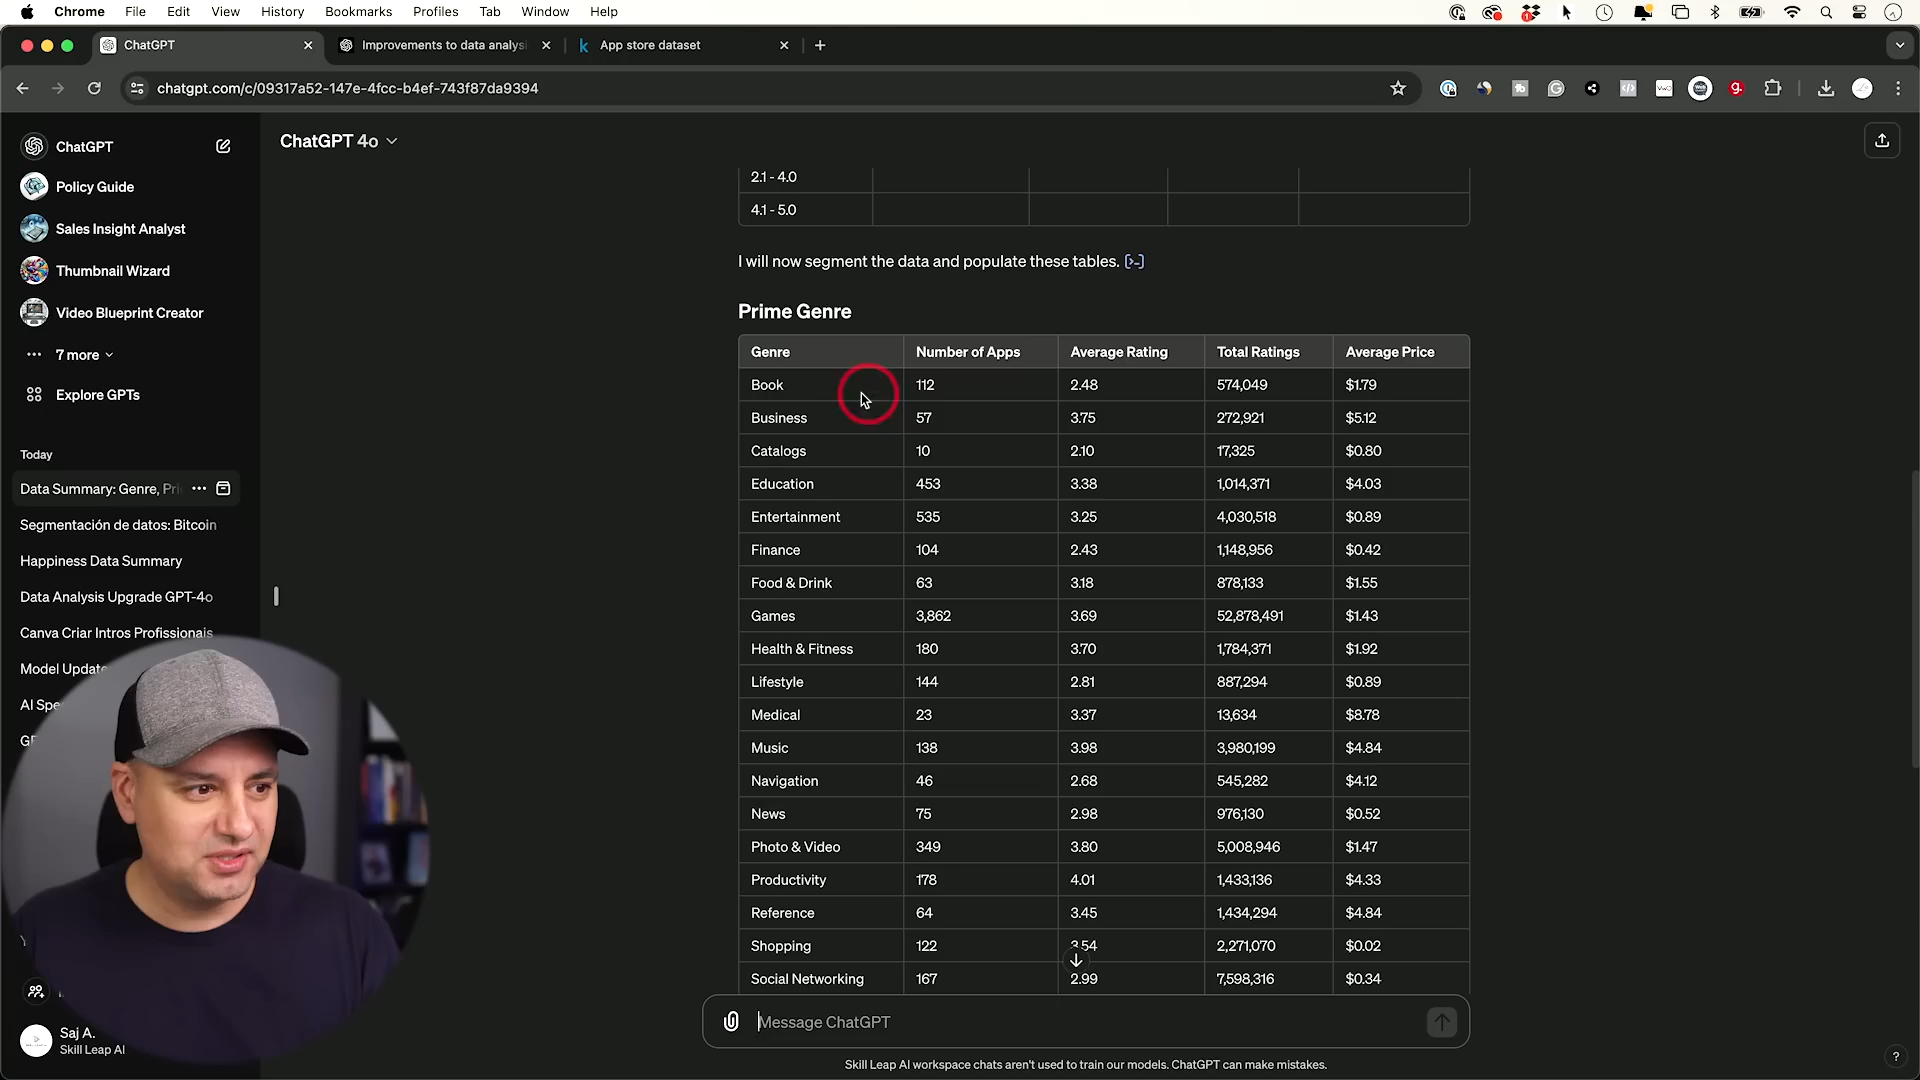 Chrome File Edit View History Bookmarks Profiles Tab Window Help
ChatGPT
Improvements to data analysi
App store dataset
chatgpt.com/c/09317a52-147e-4fcc-b4ef-743f87da9394
ChatGPT
Policy Guide
Sales Insight Analyst
Thumbnail Wizard
Video Blueprint Creator
7 more
Explore GPTs
Today
Data Summary: Genre, Pri
Segmentación de datos: Bitcoin
Happiness Data Summary
Data Analysis Upgrade GPT-4o
Canva Criar Intros Profissionais
Model Update
AI Spe
Saj A.
Skill Leap AI
ChatGPT 4o
2.1 - 4.0
4.1 - 5.0
I will now segment the data and populate these tables. [>-]
Prime Genre
Genre Number of Apps Average Rating Total Ratings Average Price
Book 112 2.48 574,049 $1.79
Business 57 3.75 272,921 $5.12
Catalogs 10 2.10 17,325 $0.80
Education 453 3.38 1,014,371 $4.03
Entertainment 535 3.25 4,030,518 $0.89
Finance 104 2.43 1,148,956 $0.42
Food & Drink 63 3.18 878,133 $1.55
Games 3,862 3.69 52,878,491 $1.43
Health & Fitness 180 3.70 1,784,371 $1.92
Lifestyle 144 2.81 887,294 $0.89
Medical 23 3.37 13,634 $8.78
Music 138 3.98 3,980,199 $4.84
Navigation 46 2.68 545,282 $4.12
News 75 2.98 976,130 $0.52
Photo & Video 349 3.80 5,008,946 $1.47
Productivity 178 4.01 1,433,136 $4.33
Reference 64 3.45 1,434,294 $4.84
Shopping 122 3.54 2,271,070 $0.02
Social Networking 167 2.99 7,598,316 $0.34
Message ChatGPT
Skill Leap AI workspace chats aren't used to train our models. ChatGPT can make mistakes.
?